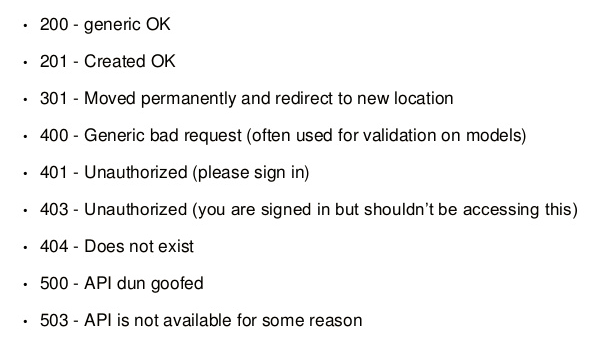 • 200 - generic OK
• 201 - Created OK
• 301 - Moved permanently and redirect to new location
• 400 - Generic bad request (often used for validation on models)
• 401 - Unauthorized (please sign in)
• 403 - Unauthorized (you are signed in but shouldn’t be accessing this)
• 404 - Does not exist
• 500 - API dun goofed
• 503 - API is not available for some reason